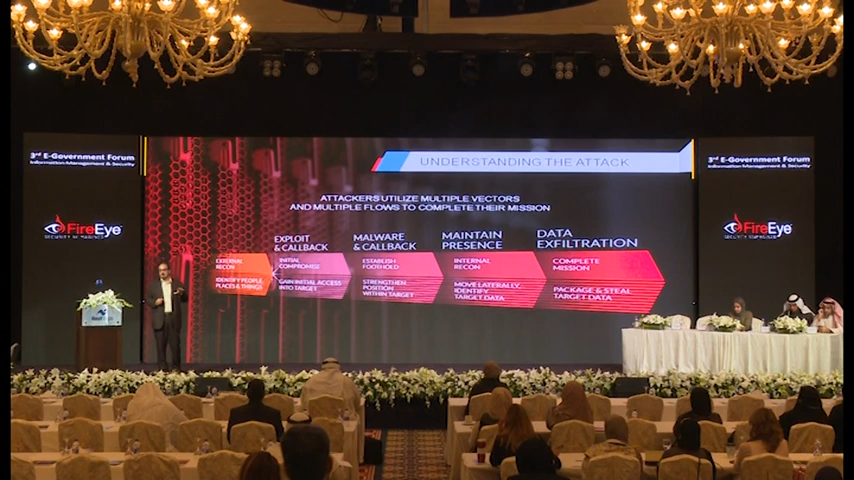 3rd E-Government Forum
Information Management & Security
FireEye
UNDERSTANDING THE ATTACK
ATTACKERS UTILIZE MULTIPLE VECTORS
AND MULTIPLE FLOWS TO COMPLETE THEIR MISSION
EXTERNAL
RECON
IDENTIFY PEOPLE,
PLACES & THINGS
EXPLOIT
& CALLBACK
INITIAL
COMPROMISE
GAIN INITIAL ACCESS
INTO TARGET
MALWARE
& CALLBACK
ESTABLISH
FOOTHOLD
STRENGTHEN
POSITION
WITHIN TARGET
MAINTAIN
PRESENCE
INTERNAL
RECON
MOVE LATERALLY,
IDENTIFY
TARGET DATA
DATA
EXFILTRATION
COMPLETE
MISSION
PACKAGE & STEAL
TARGET DATA
3rd E-Government Forum
Information Management & Security
FireEye